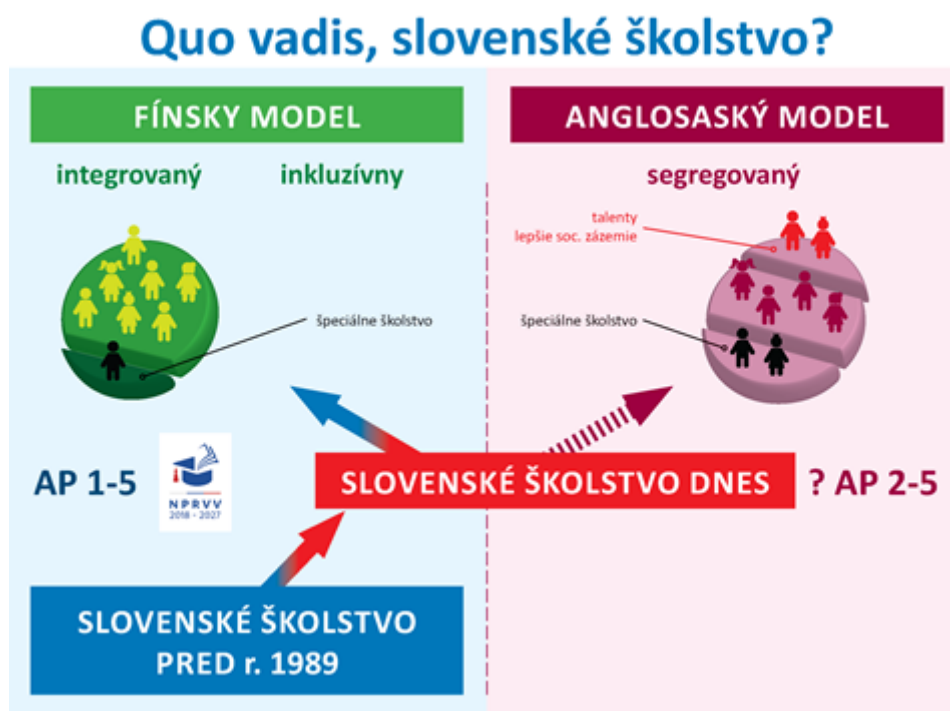 Quo vadis, slovenské školstvo?
FÍNSKY MODEL
integrovaný inkluzívny
špeciálne školstvo
ANGLOSASKÝ MODEL
segregovaný
talenty
lepšie soc. zázemie
špeciálne školstvo
AP 1-5
NPRVV
2018 - 2027
SLOVENSKÉ ŠKOLSTVO DNES
? AP 2-5
SLOVENSKÉ ŠKOLSTVO
PRED r. 1989